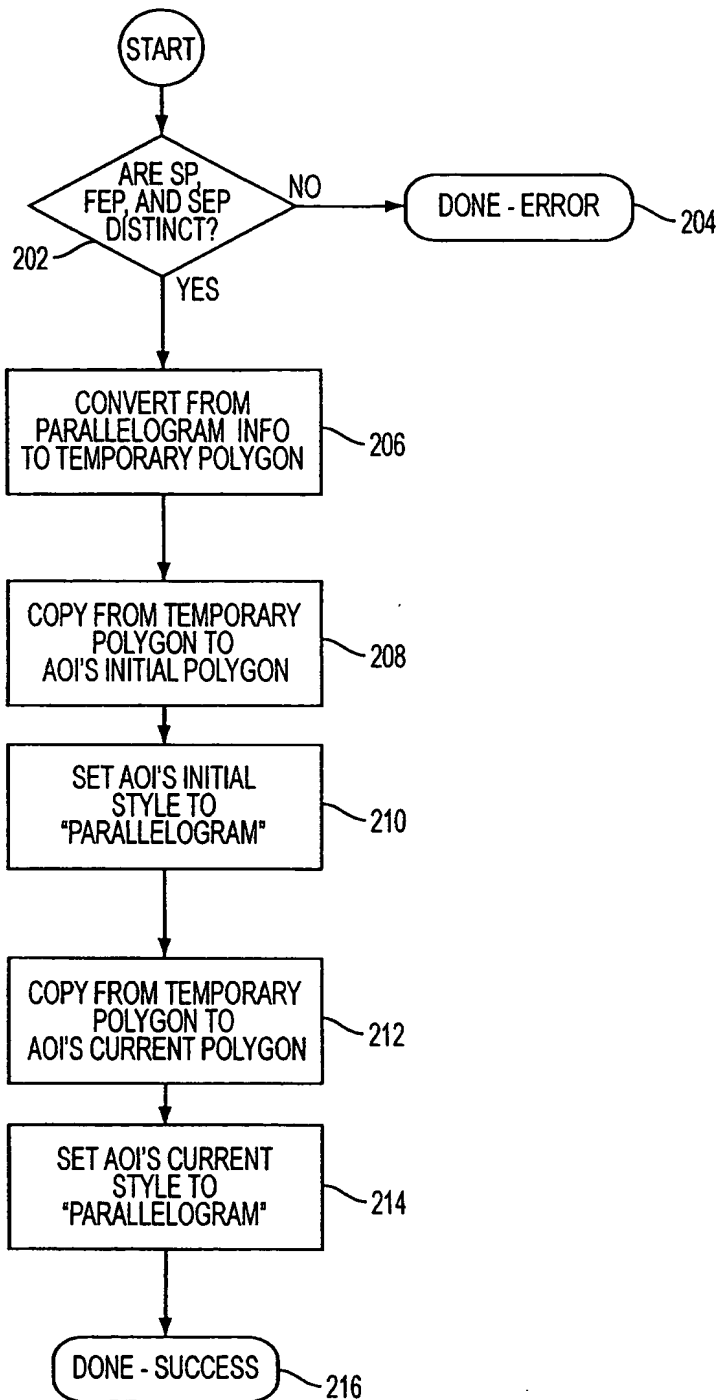 START
ARE SP,
FEP, AND SEP
DISTINCT?
NO
DONE - ERROR
204
202
YES
CONVERT FROM
PARALLELOGRAM INFO
TO TEMPORARY POLYGON
206
COPY FROM TEMPORARY
POLYGON TO
AOI'S INITIAL POLYGON
208
SET AOI'S INITIAL
STYLE TO
"PARALLELOGRAM"
210
COPY FROM TEMPORARY
POLYGON TO
AOI'S CURRENT POLYGON
212
SET AOI'S CURRENT
STYLE TO
"PARALLELOGRAM"
214
DONE - SUCCESS
216